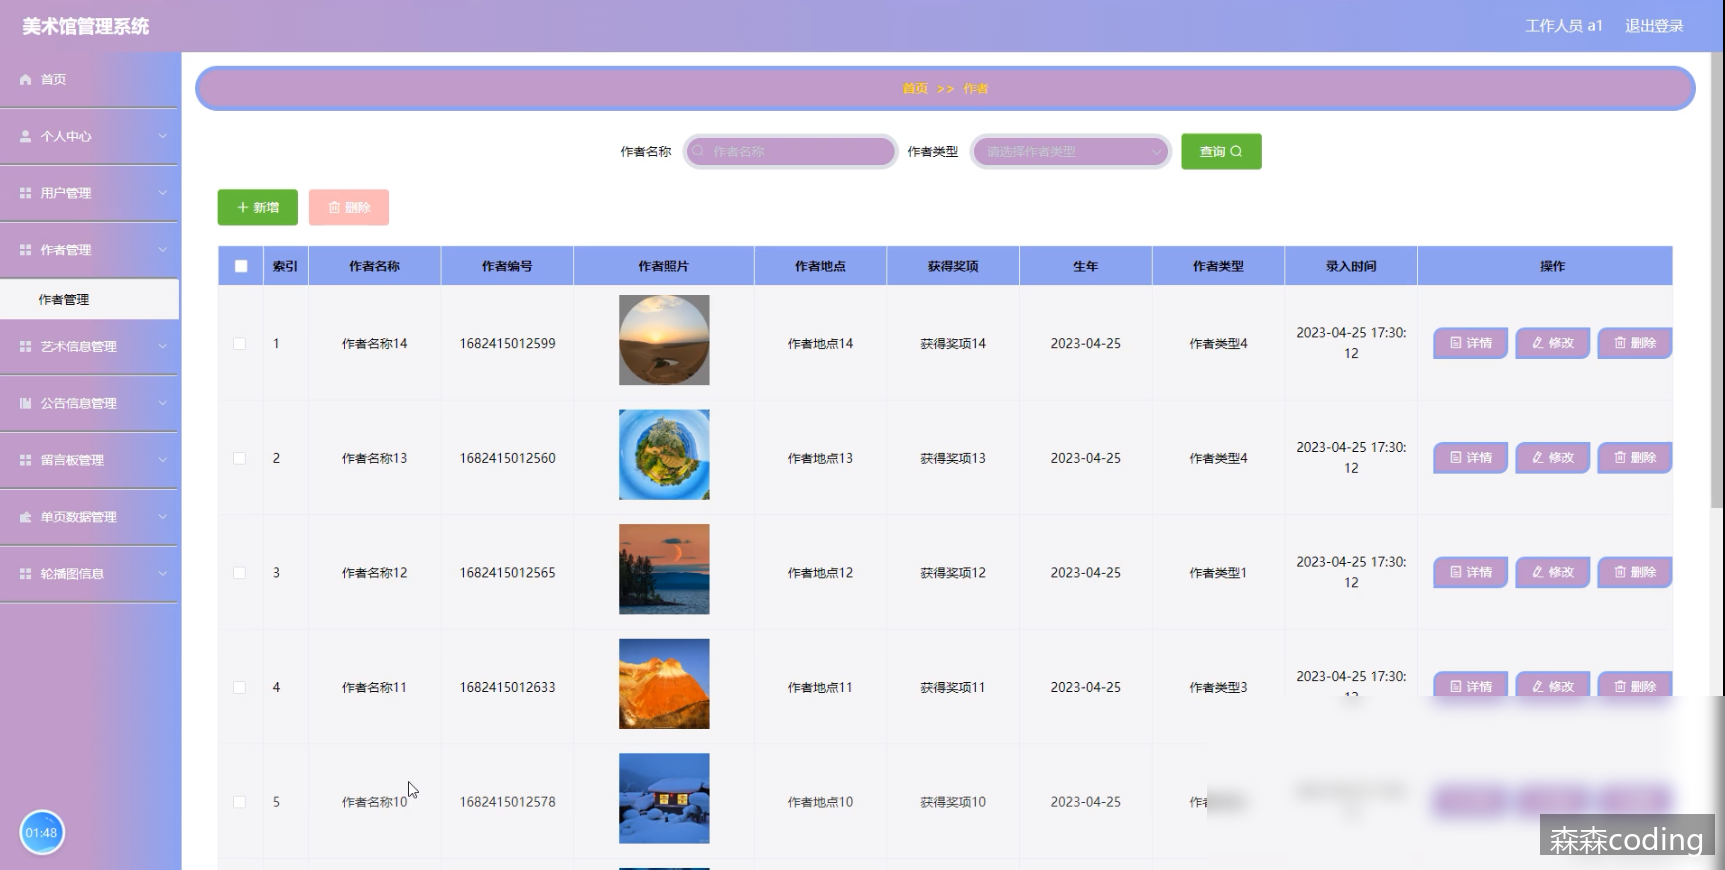 美术馆管理系统
工作人员 a1 退出登录
首页
个人中心
用户管理
作者管理
作者管理
艺术信息管理
公告信息管理
留言板管理
单页数据管理
轮播图信息
01:48
首页 >> 作者
作者名称 作者名称 作者类型 请选择作者类型 查询
新增 删除
索引 作者名称 作者编号 作者照片 作者地点 获得奖项 生年 作者类型 录入时间 操作
1 作者名称14 1682415012599 作者地点14 获得奖项14 2023-04-25 作者类型4 2023-04-25 17:30:
12
详情 修改 删除
2 作者名称13 1682415012560 作者地点13 获得奖项13 2023-04-25 作者类型4 2023-04-25 17:30:
12
详情 修改 删除
3 作者名称12 1682415012565 作者地点12 获得奖项12 2023-04-25 作者类型1 2023-04-25 17:30:
12
详情 修改 删除
4 作者名称11 1682415012633 作者地点11 获得奖项11 2023-04-25 作者类型3 2023-04-25 17:30:
详情 修改 删除
5 作者名称10 1682415012578 作者地点10 获得奖项10 2023-04-25
森森coding